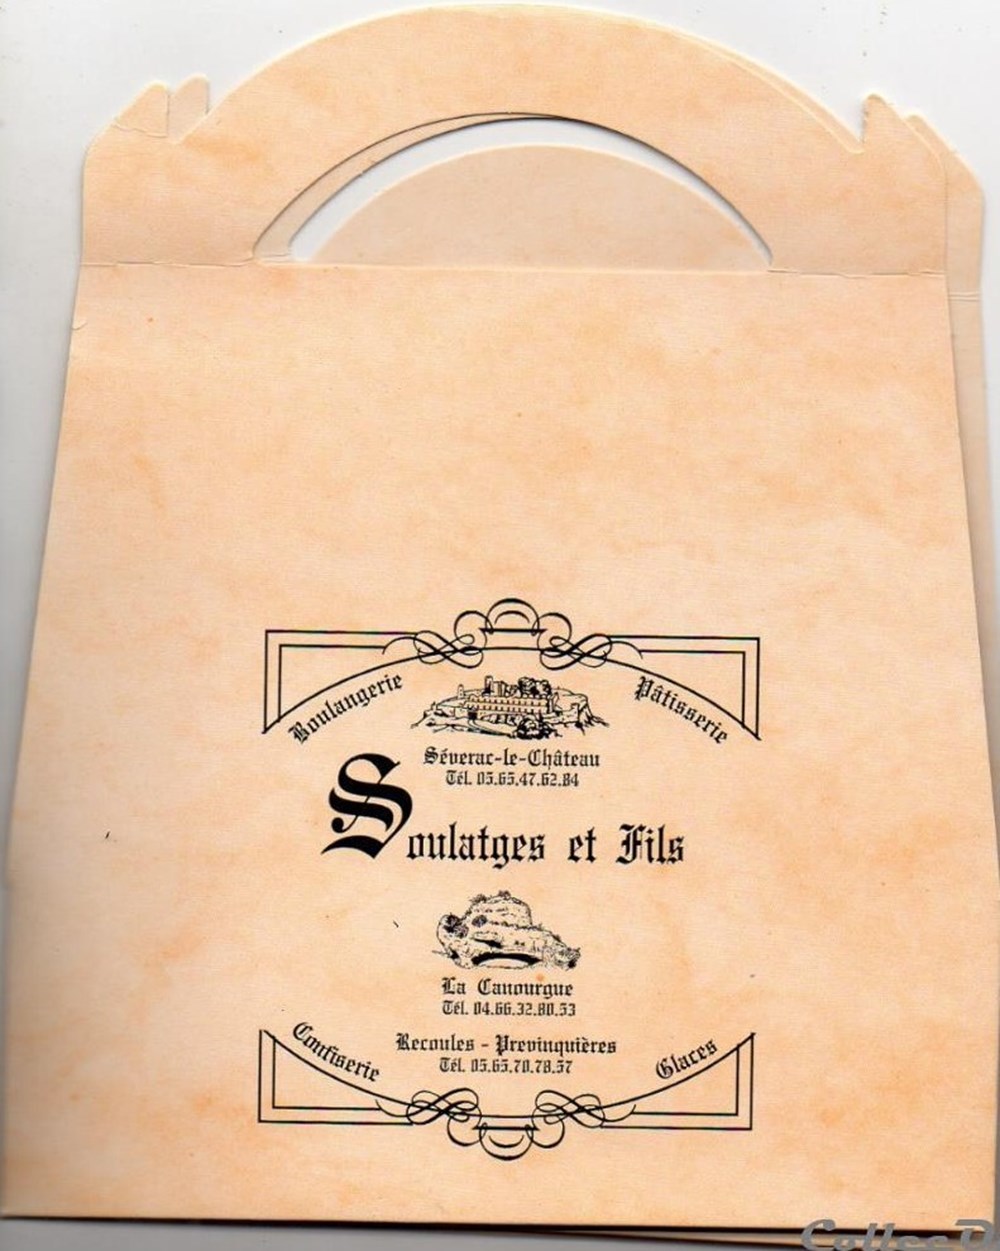 Boulangerie
Pâtisserie
Séverac-le-Château
Tél. 05.65.47.62.84
Soulatges et Fils
La Canourgue
Tél. 04.66.32.80.53
Recoules - Prévinquières
Tél. 05.65.70.78.57
Confiserie
Glaces